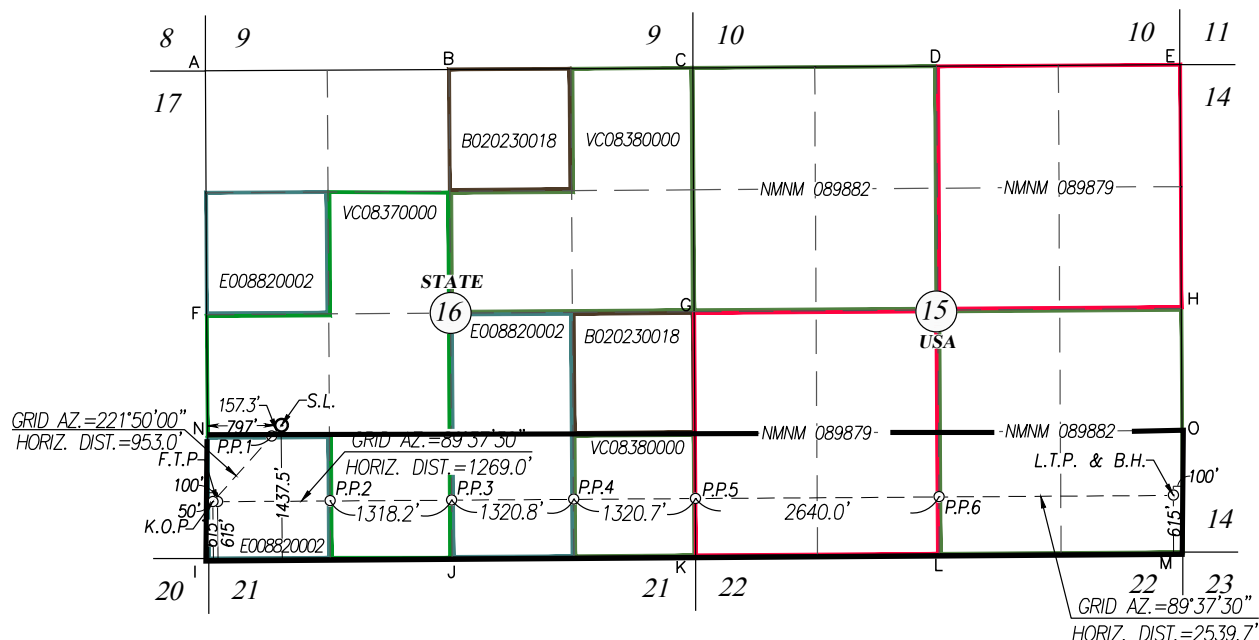 8 9 9 10 10 11
A B C D E
17 14
B020230018 VC08380000
NMNM 089882 NMNM 089879
VC08370000
E008820002
STATE
F 16 G 15 H
E008820002 B020230018 USA
157.3' S.L.
GRID AZ.=221°50'00" 797'
HORIZ. DIST.=953.0'
N P.P.1 GRID AZ.=89°37'30" VC08380000 NMNM 089879 NMNM 089882 O
F.T.P. HORIZ. DIST.=1269.0' L.T.P. & B.H.
100' P.P.2 P.P.3 P.P.4 P.P.5 P.P.6 100'
50' 1437.5' 1318.2' 1320.8' 1320.7' 2640.0'
K.O.P. 615' 615' 615' 14
E008820002
I J K L M
20 21 21 22 22 23
GRID AZ.=89°37'30"
HORIZ. DIST.=2539.7'